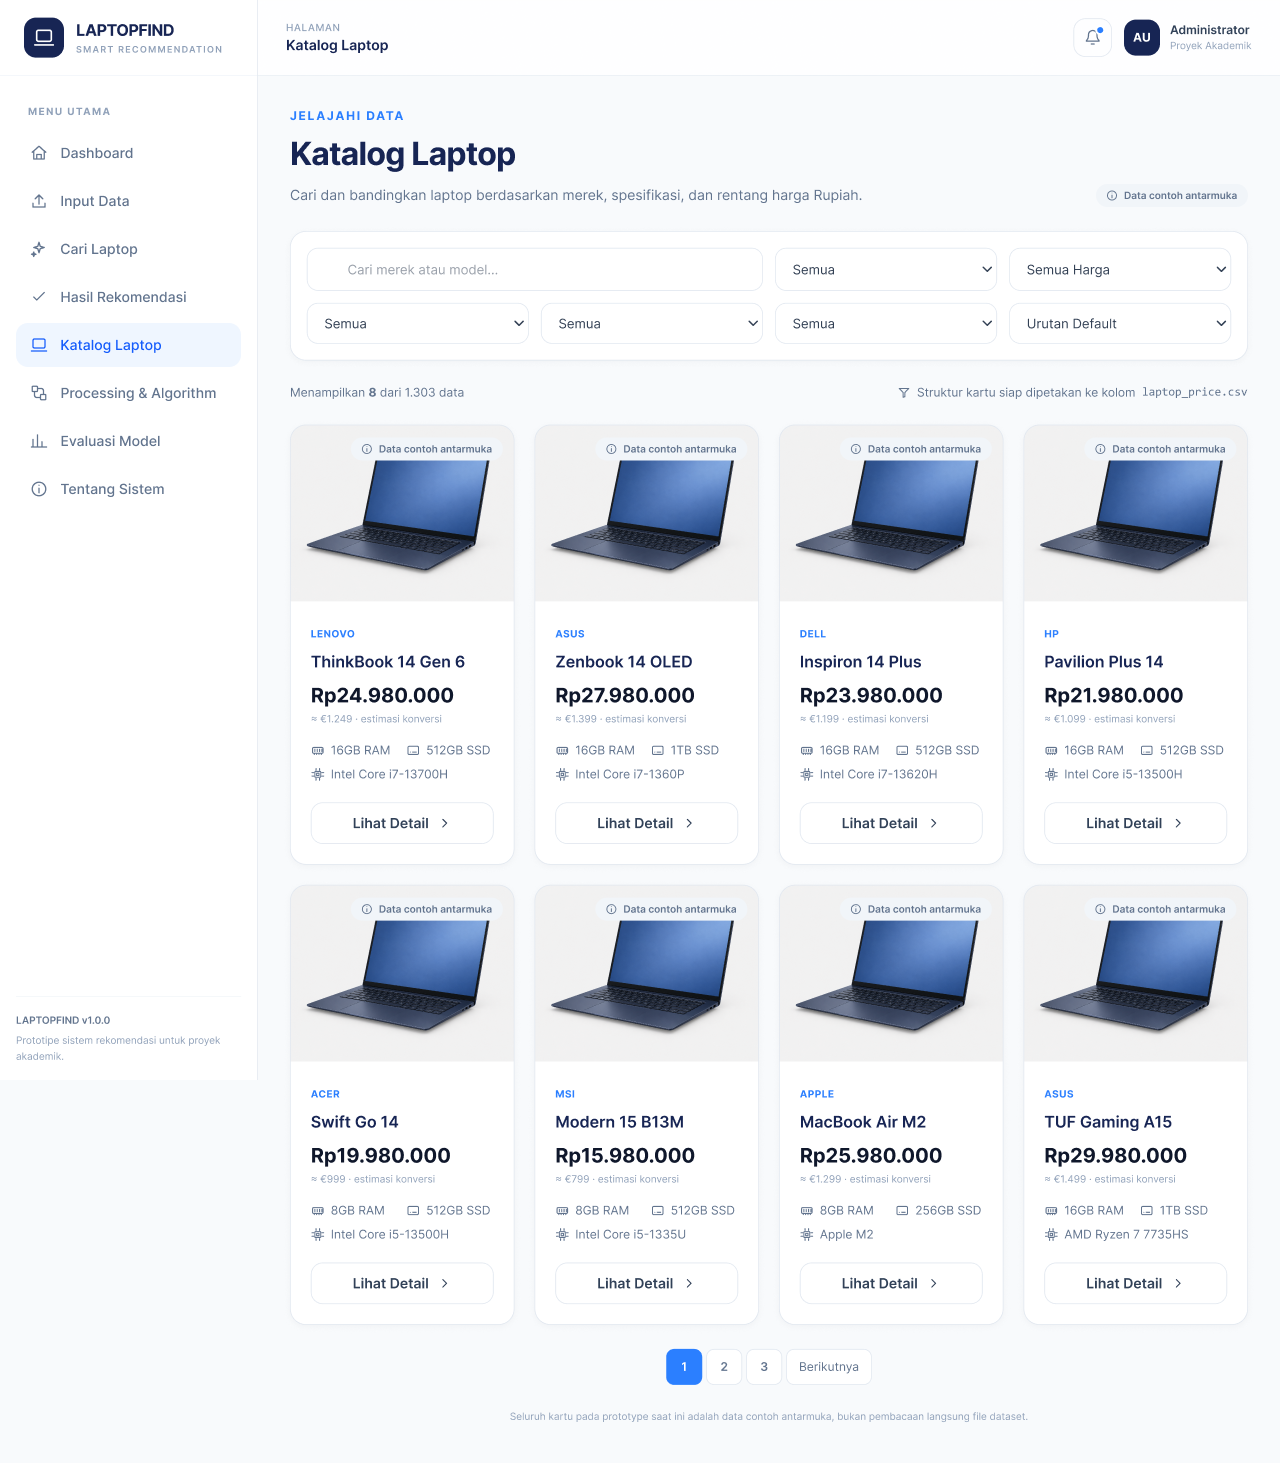 LAPTOPFIND
SMART RECOMMENDATION
HALAMAN
Katalog Laptop
AU
Administrator
Proyek Akademik
MENU UTAMA
Dashboard
Input Data
Cari Laptop
Hasil Rekomendasi
Katalog Laptop
Processing & Algorithm
Evaluasi Model
Tentang Sistem
LAPTOPFIND v1.0.0
Prototipe sistem rekomendasi untuk proyek
akademik.
JELAJAHI DATA
Katalog Laptop
Cari dan bandingkan laptop berdasarkan merek, spesifikasi, dan rentang harga Rupiah.
Data contoh antarmuka
Cari merek atau model...
Semua
Semua Harga
Semua
Semua
Semua
Urutan Default
Menampilkan 8 dari 1.303 data
Struktur kartu siap dipetakan ke kolom laptop_price.csv
Data contoh antarmuka
LENOVO
ThinkBook 14 Gen 6
Rp24.980.000
≈ €1.249 · estimasi konversi
16GB RAM
512GB SSD
Intel Core i7-13700H
Lihat Detail
Data contoh antarmuka
ASUS
Zenbook 14 OLED
Rp27.980.000
≈ €1.399 · estimasi konversi
16GB RAM
1TB SSD
Intel Core i7-1360P
Lihat Detail
Data contoh antarmuka
DELL
Inspiron 14 Plus
Rp23.980.000
≈ €1.199 · estimasi konversi
16GB RAM
512GB SSD
Intel Core i7-13620H
Lihat Detail
Data contoh antarmuka
HP
Pavilion Plus 14
Rp21.980.000
≈ €1.099 · estimasi konversi
16GB RAM
512GB SSD
Intel Core i5-13500H
Lihat Detail
Data contoh antarmuka
ACER
Swift Go 14
Rp19.980.000
≈ €999 · estimasi konversi
8GB RAM
512GB SSD
Intel Core i5-13500H
Lihat Detail
Data contoh antarmuka
MSI
Modern 15 B13M
Rp15.980.000
≈ €799 · estimasi konversi
8GB RAM
512GB SSD
Intel Core i5-1335U
Lihat Detail
Data contoh antarmuka
APPLE
MacBook Air M2
Rp25.980.000
≈ €1.299 · estimasi konversi
8GB RAM
256GB SSD
Apple M2
Lihat Detail
Data contoh antarmuka
ASUS
TUF Gaming A15
Rp29.980.000
≈ €1.499 · estimasi konversi
16GB RAM
1TB SSD
AMD Ryzen 7 7735HS
Lihat Detail
1
2
3
Berikutnya
Seluruh kartu pada prototype saat ini adalah data contoh antarmuka, bukan pembacaan langsung file dataset.